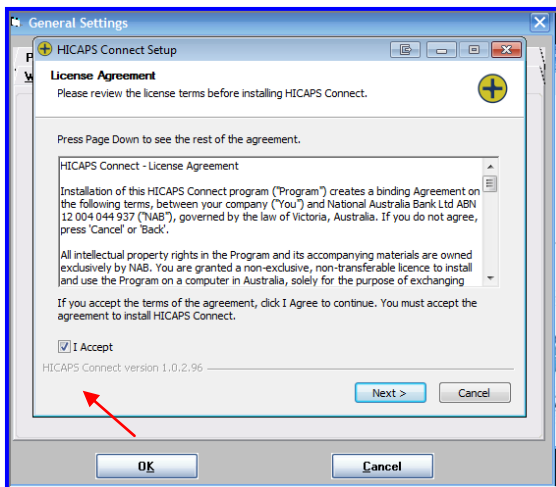 General Settings
HICAPS Connect Setup
P
W
License Agreement
Please review the license terms before installing HICAPS Connect.
Press Page Down to see the rest of the agreement.
HICAPS Connect - License Agreement
Installation of this HICAPS Connect program ("Program") creates a binding Agreement on
the following terms, between your company ("You") and National Australia Bank Ltd ABN
12 004 044 937 ("NAB"), governed by the law of Victoria, Australia. If you do not agree,
press 'Cancel' or 'Back'.
All intellectual property rights in the Program and its accompanying materials are owned
exclusively by NAB. You are granted a non-exclusive, non-transferable licence to install
and use the Program on a computer in Australia, solely for the purpose of exchanging
If you accept the terms of the agreement, click I Agree to continue. You must accept the
agreement to install HICAPS Connect.
I Accept
HICAPS Connect version 1.0.2.96
Next > Cancel
OK Cancel